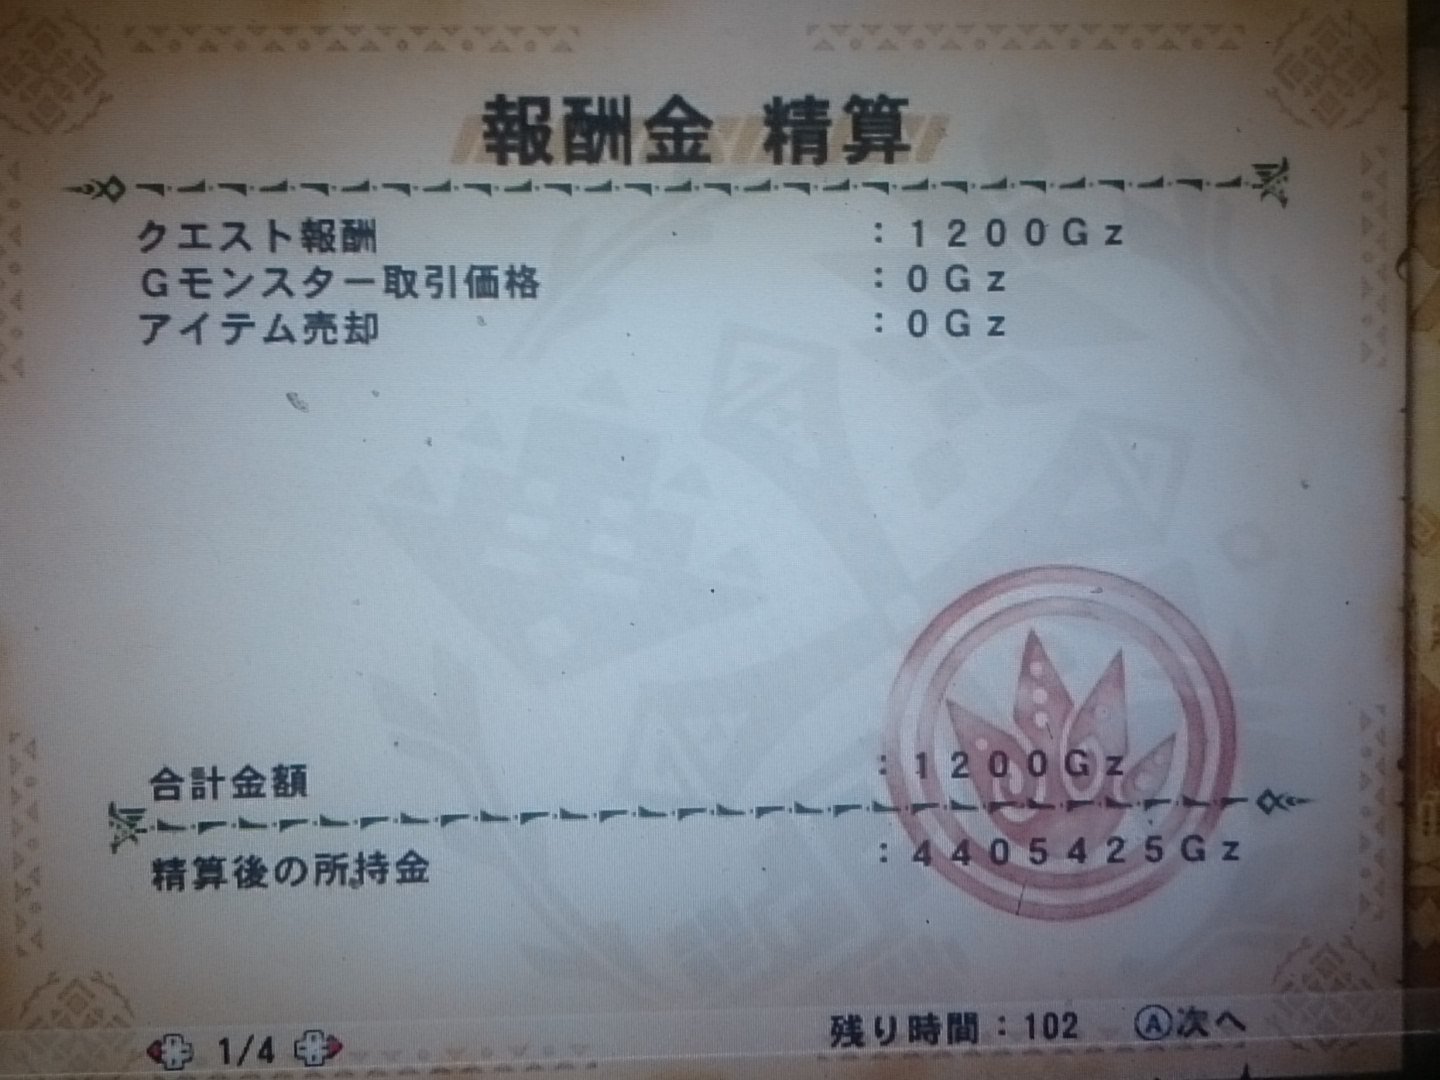 報酬金 精算
クエスト報酬 ：1200Gz
Gモンスター取引価格 ：0Gz
アイテム売却 ：0Gz
合計金額 ：1200Gz
精算後の所持金 ：4405425Gz
1/4 残り時間：102 Ⓐ次へ